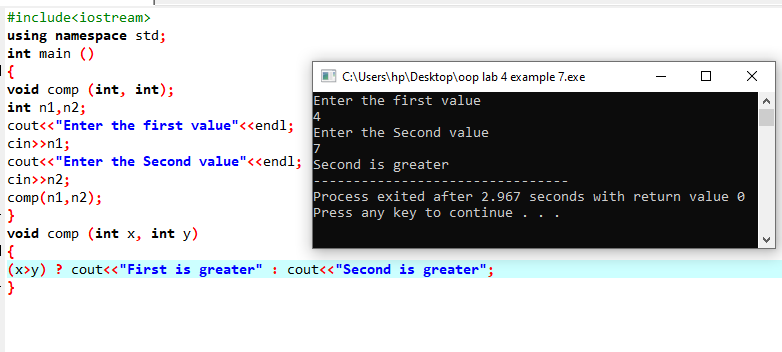 #include<iostream>
using namespace std;
int main ()
{
void comp (int, int);
int n1,n2;
cout<<"Enter the first value"<<endl;
cin>>n1;
cout<<"Enter the Second value"<<endl;
cin>>n2;
comp(n1,n2);
}
void comp (int x, int y)
{
(x>y) ? cout<<"First is greater" : cout<<"Second is greater";
}
C:\Users\hp\Desktop\oop lab 4 example 7.exe
Enter the first value
4
Enter the Second value
7
Second is greater
--------------------------------
Process exited after 2.967 seconds with return value 0
Press any key to continue . . .